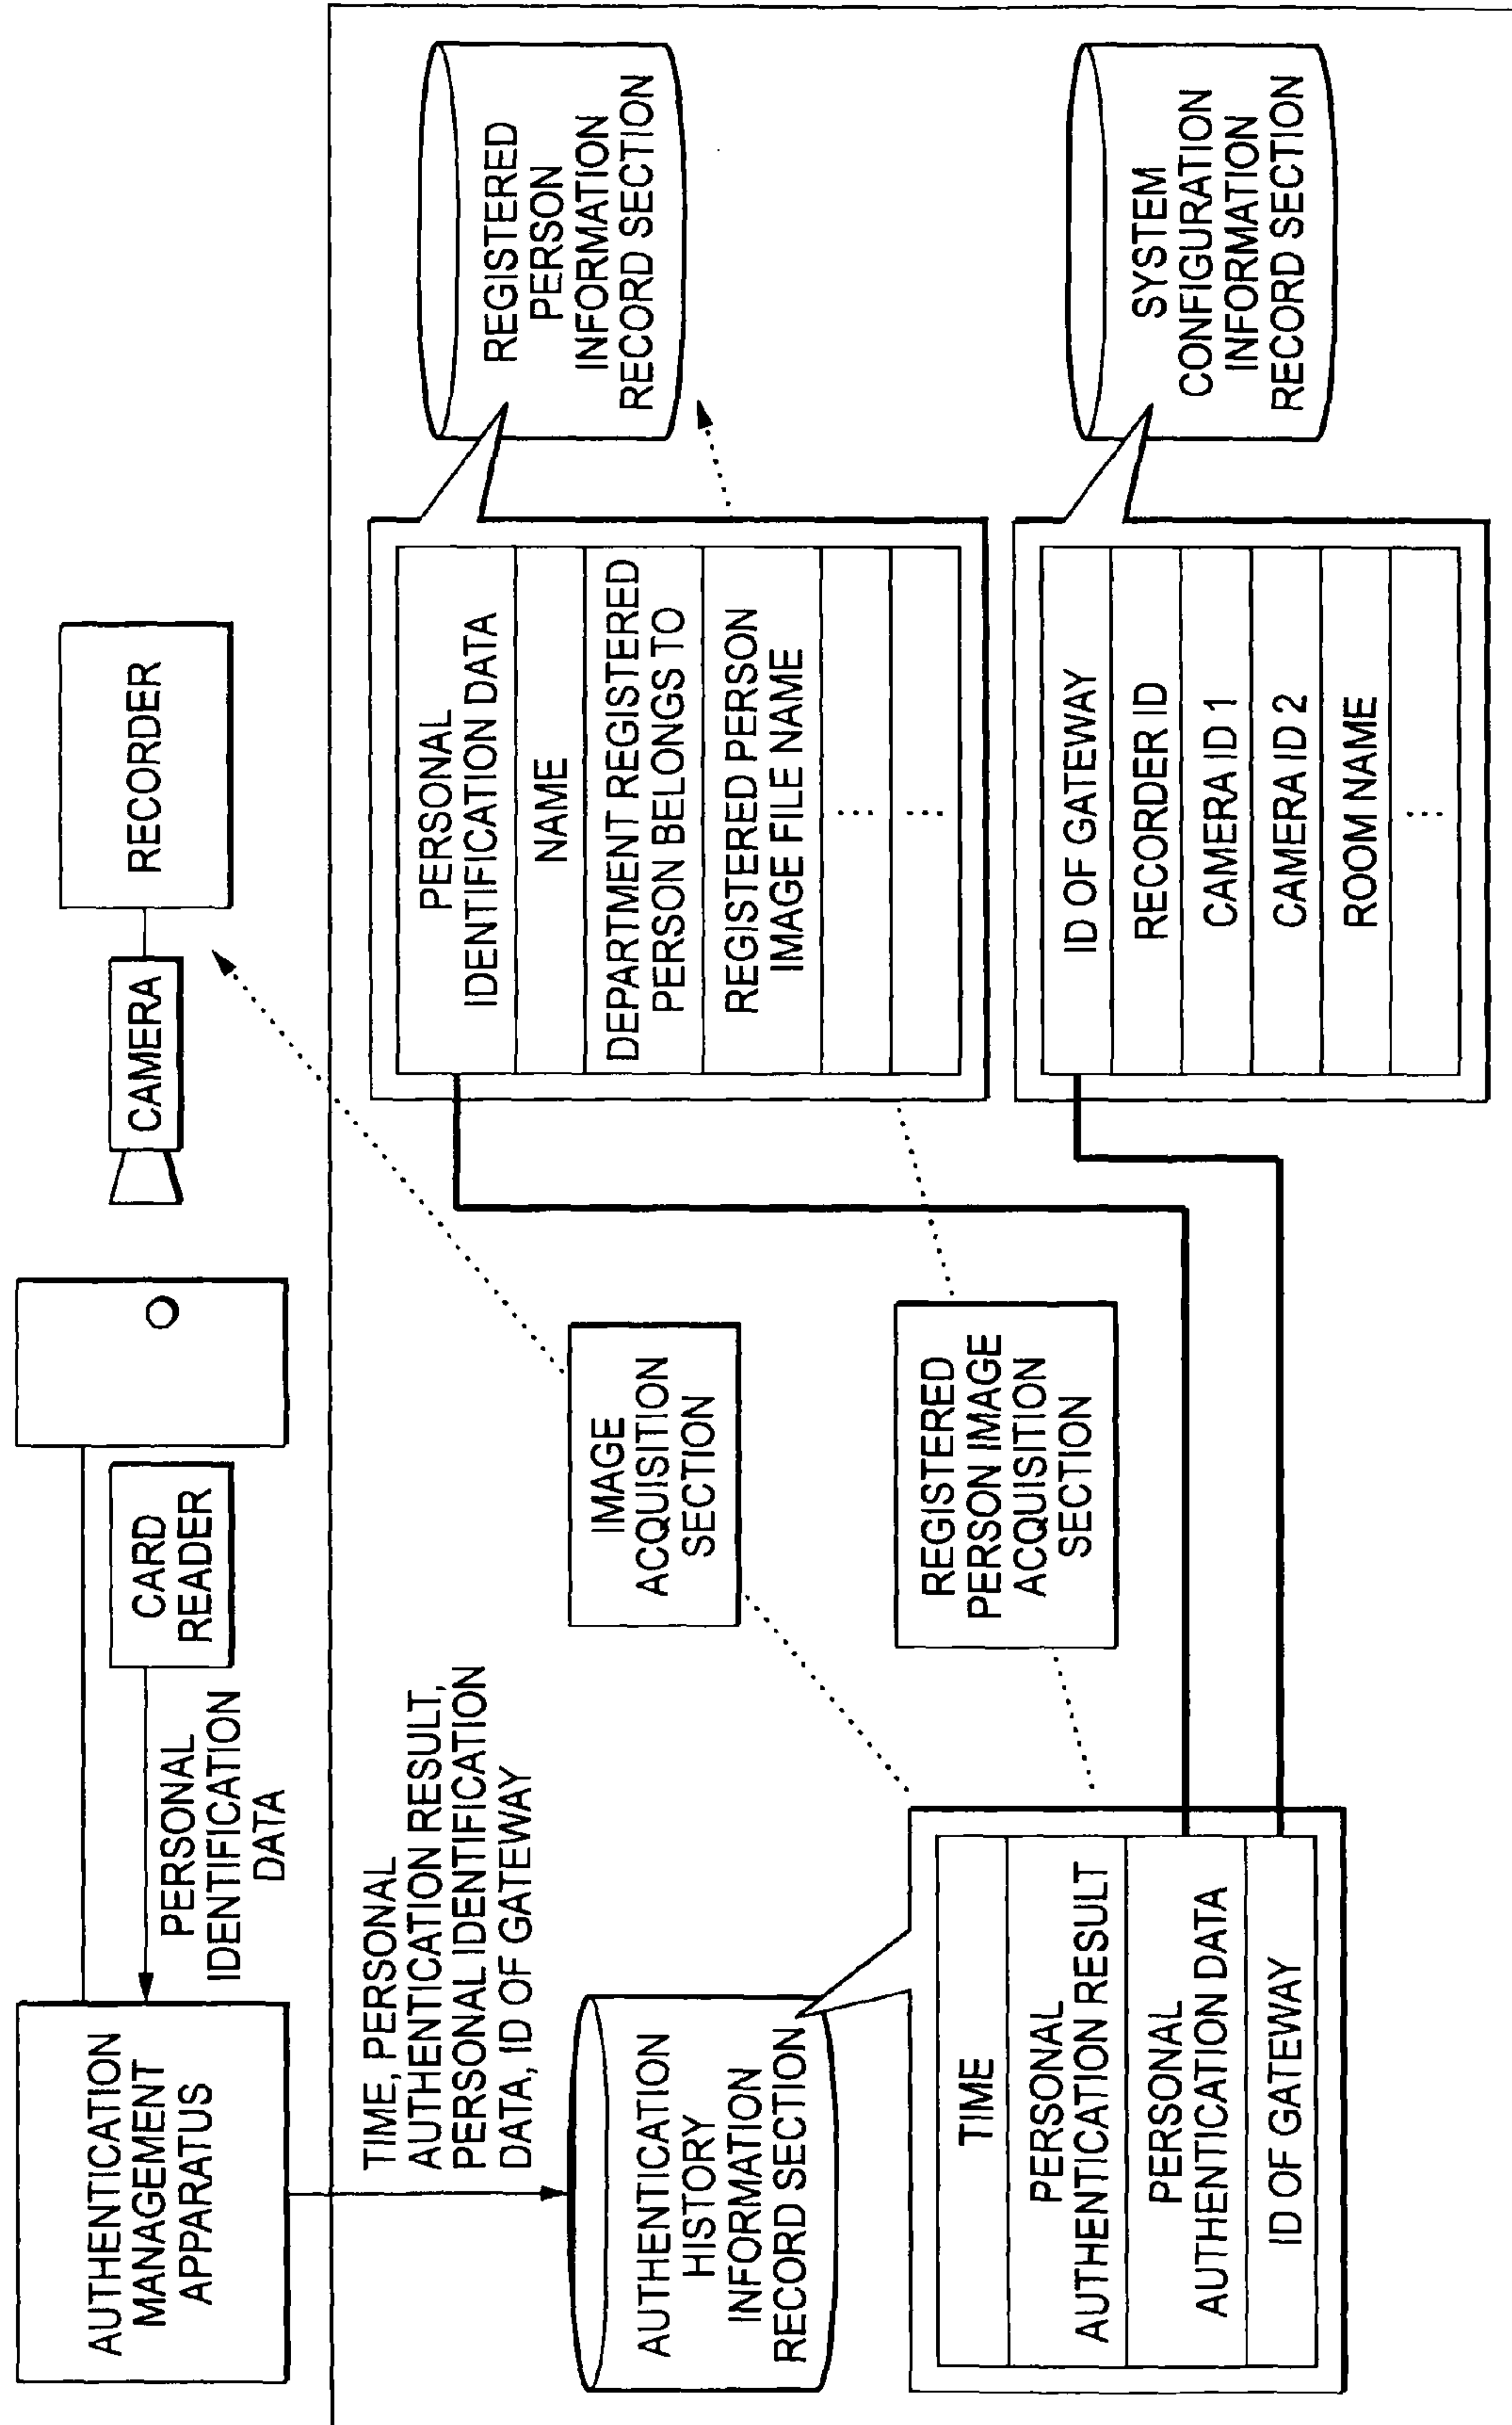 AUTHENTICATION
MANAGEMENT
APPARATUS
PERSONAL
IDENTIFICATION
DATA
CARD
READER
CAMERA
RECORDER
TIME, PERSONAL
AUTHENTICATION RESULT,
PERSONAL IDENTIFICATION
DATA, ID OF GATEWAY
AUTHENTICATION
HISTORY
INFORMATION
RECORD SECTION
TIME
PERSONAL
AUTHENTICATION RESULT
PERSONAL
AUTHENTICATION DATA
ID OF GATEWAY
IMAGE
ACQUISITION
SECTION
REGISTERED
PERSON IMAGE
ACQUISITION
SECTION
PERSONAL
IDENTIFICATION DATA
NAME
DEPARTMENT REGISTERED
PERSON BELONGS TO
REGISTERED PERSON
IMAGE FILE NAME
...
...
REGISTERED
PERSON
INFORMATION
RECORD SECTION
ID OF GATEWAY
RECORDER ID
CAMERA ID 1
CAMERA ID 2
ROOM NAME
...
SYSTEM
CONFIGURATION
INFORMATION
RECORD SECTION